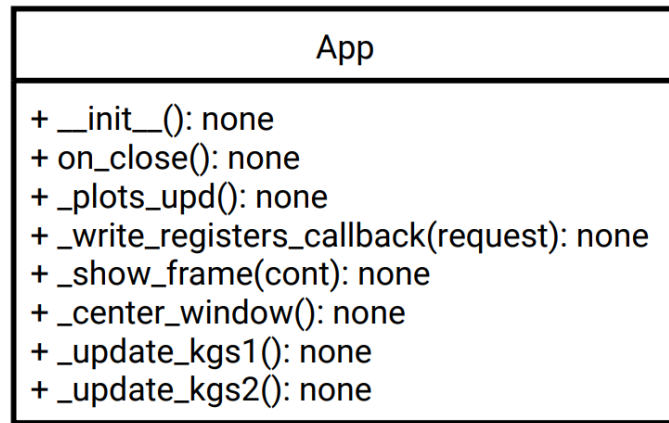 App
+ __init__(): none
+ on_close(): none
+ _plots_upd(): none
+ _write_registers_callback(request): none
+ _show_frame(cont): none
+ _center_window(): none
+ _update_kgs1(): none
+ _update_kgs2(): none